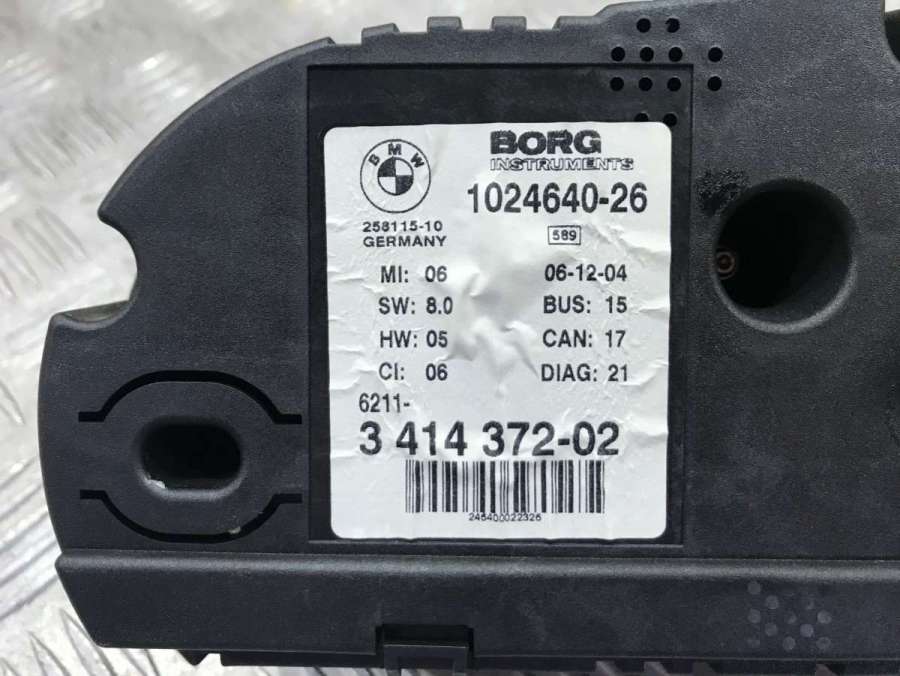 BMW
BORG
INSTRUMENTS
1024640-26
258115-10
GERMANY
589
MI: 06 06-12-04
SW: 8.0 BUS: 15
HW: 05 CAN: 17
CI: 06 DIAG: 21
6211-
3 414 372-02
246400022326